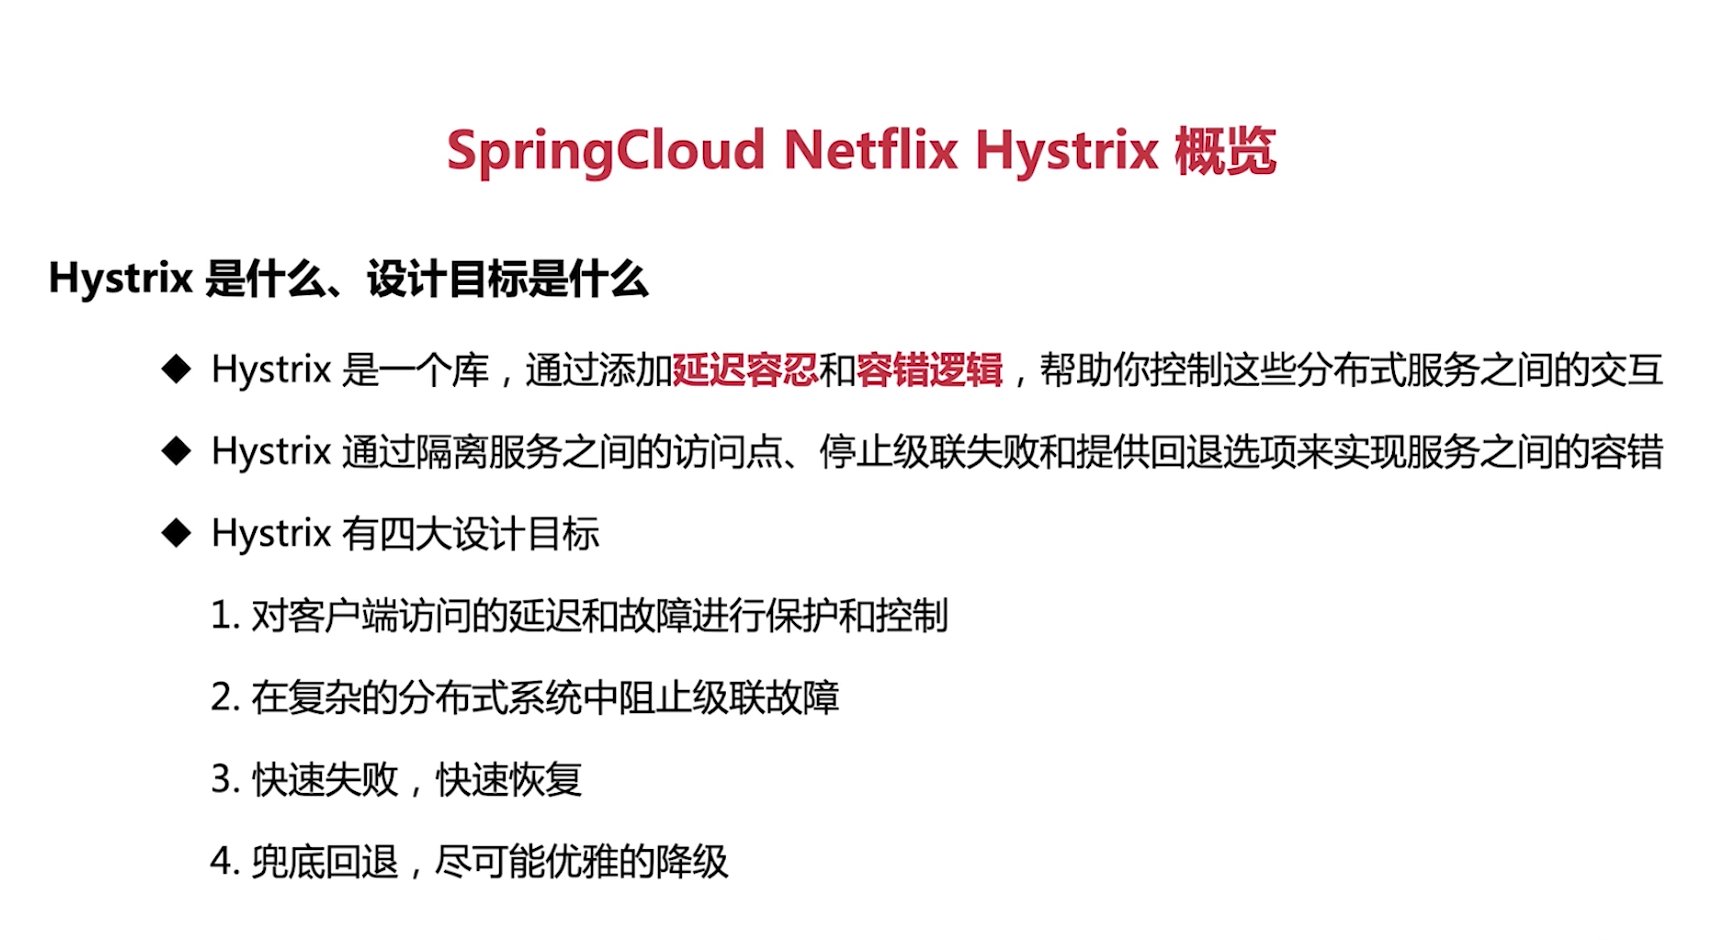 SpringCloud Netflix Hystrix 概览
Hystrix 是什么、设计目标是什么
◆ Hystrix 是一个库，通过添加延迟容忍和容错逻辑，帮助你控制这些分布式服务之间的交互
◆ Hystrix 通过隔离服务之间的访问点、停止级联失败和提供回退选项来实现服务之间的容错
◆ Hystrix 有四大设计目标
1. 对客户端访问的延迟和故障进行保护和控制
2. 在复杂的分布式系统中阻止级联故障
3. 快速失败，快速恢复
4. 兜底回退，尽可能优雅的降级